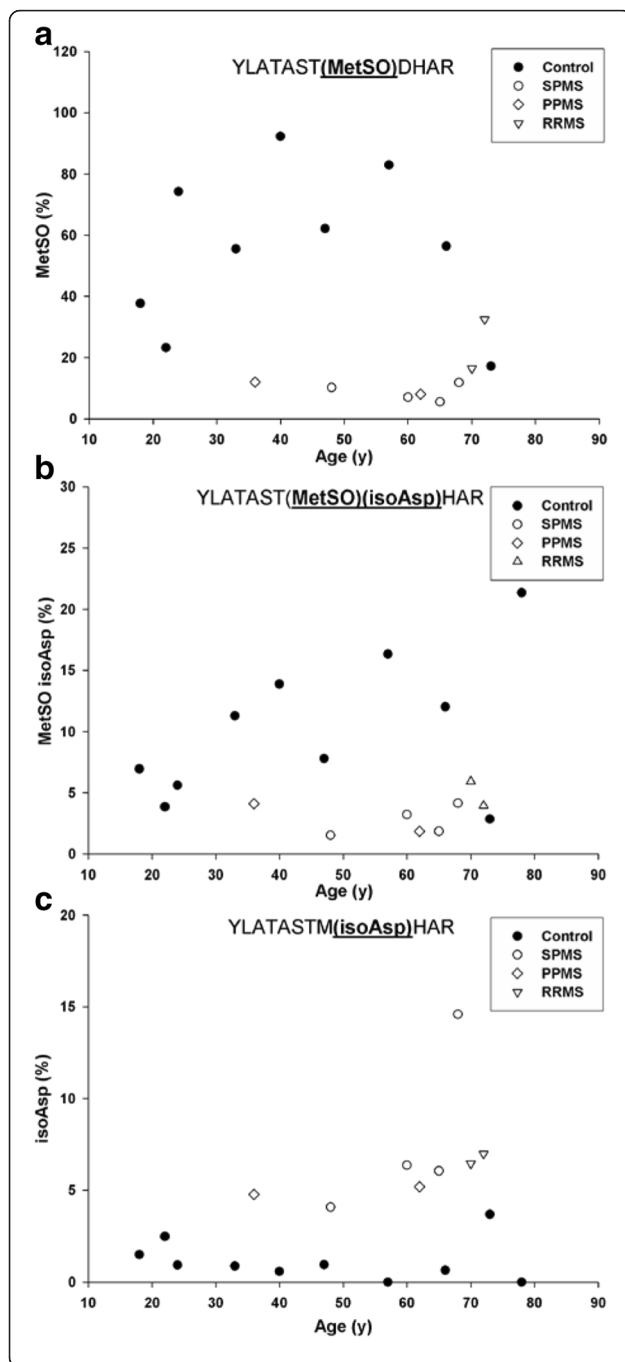 a
YLATAST(MetSO)DHAR
Control
SPMS
PPMS
RRMS
120
100
80
60
40
20
0
MetSO (%)
10 20 30 40 50 60 70 80 90
Age (y)
b
YLATAST(MetSO)(isoAsp)HAR
Control
SPMS
PPMS
RRMS
30
25
20
15
10
5
0
MetSO isoAsp (%)
10 20 30 40 50 60 70 80 90
Age (y)
c
YLATASTM(isoAsp)HAR
Control
SPMS
PPMS
RRMS
20
15
10
5
0
isoAsp (%)
10 20 30 40 50 60 70 80 90
Age (y)